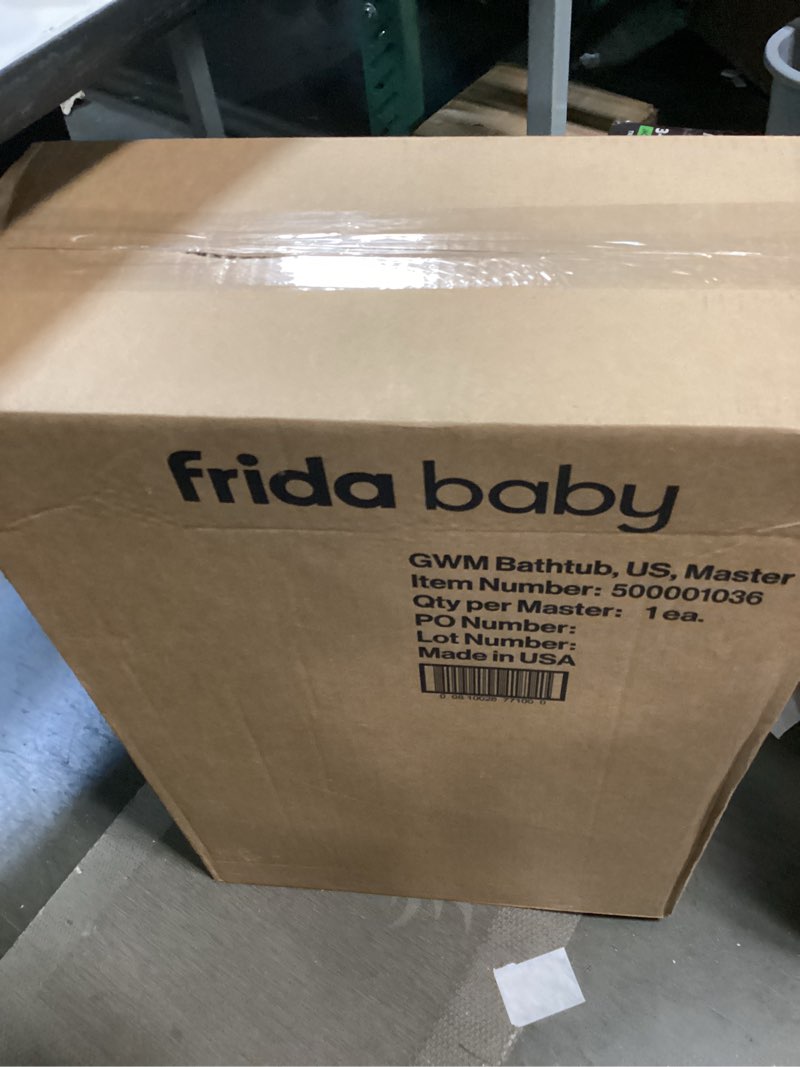 frida baby
GWM Bathtub, US, Master
Item Number: 500001036
Qty per Master: 1 ea.
PO Number:
Lot Number:
Made in USA